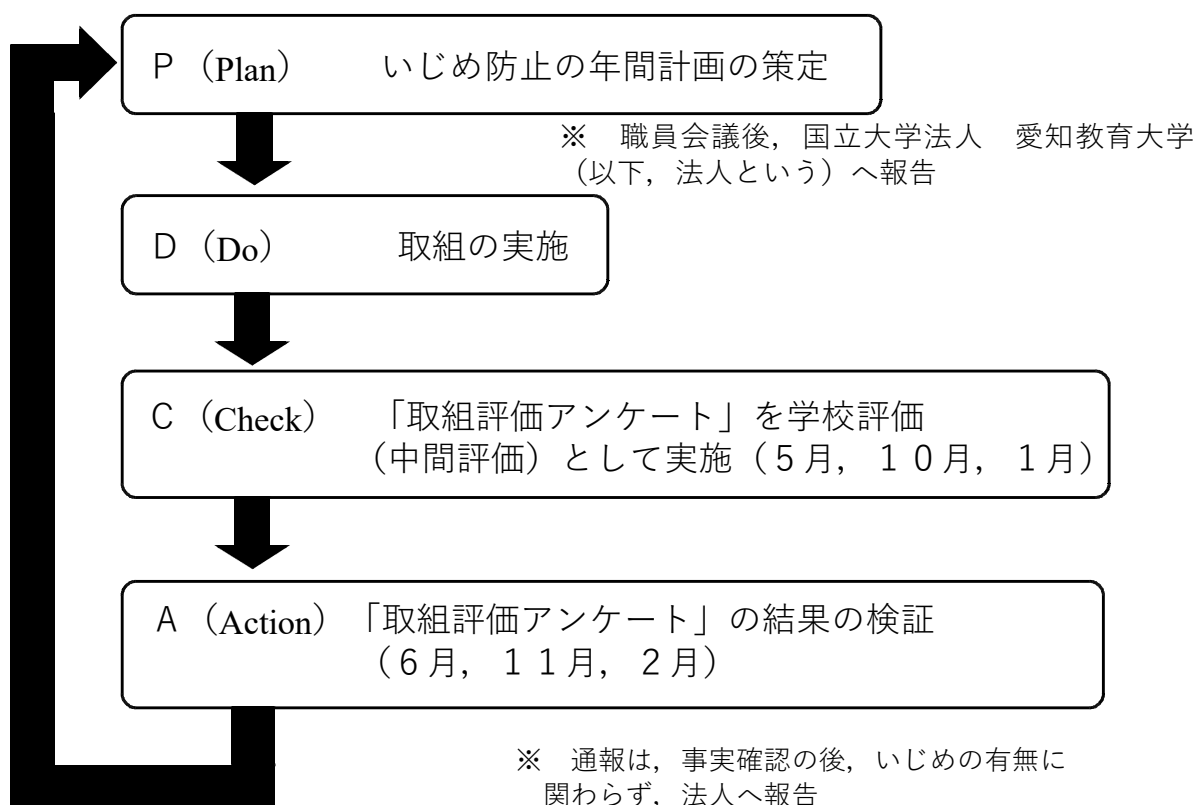 P（Plan）　　いじめ防止の年間計画の策定
※　職員会議後，国立大学法人　愛知教育大学
（以下，法人という）へ報告
D（Do）　　　取組の実施
C（Check）　「取組評価アンケート」を学校評価
（中間評価）として実施（５月，１０月，１月）
A（Action）「取組評価アンケート」の結果の検証
（６月，１１月，２月）
※　通報は，事実確認の後，いじめの有無に
関わらず，法人へ報告